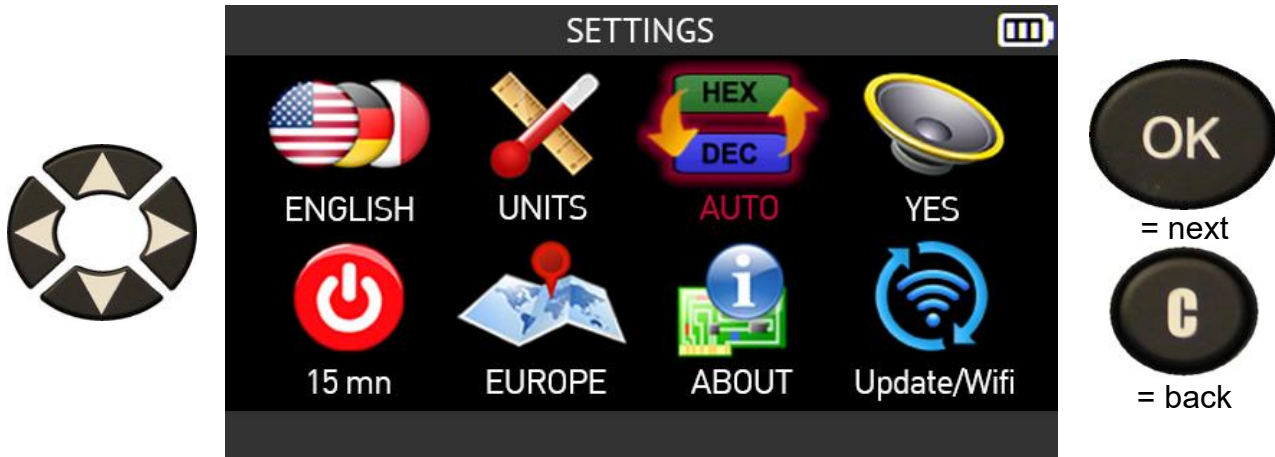 SETTINGS
HEX
DEC
ENGLISH UNITS AUTO YES
15 mn EUROPE ABOUT Update/Wifi
OK
= next
C
= back